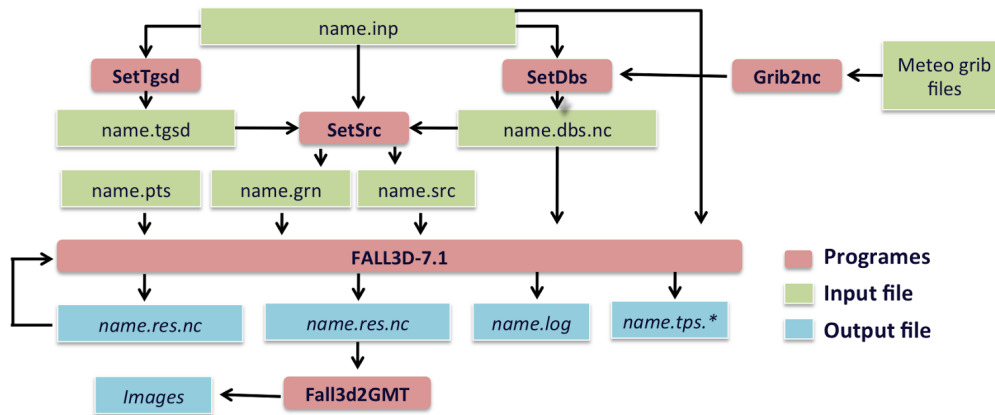 name.inp
SetTgsd
SetDbs
Grib2nc
Meteo grib
files
name.tgsd
SetSrc
name.dbs.nc
name.pts
name.grn
name.src
FALL3D-7.1
Programes
Input file
Output file
name.res.nc
name.res.nc
name.log
name.tps.*
Images
Fall3d2GMT